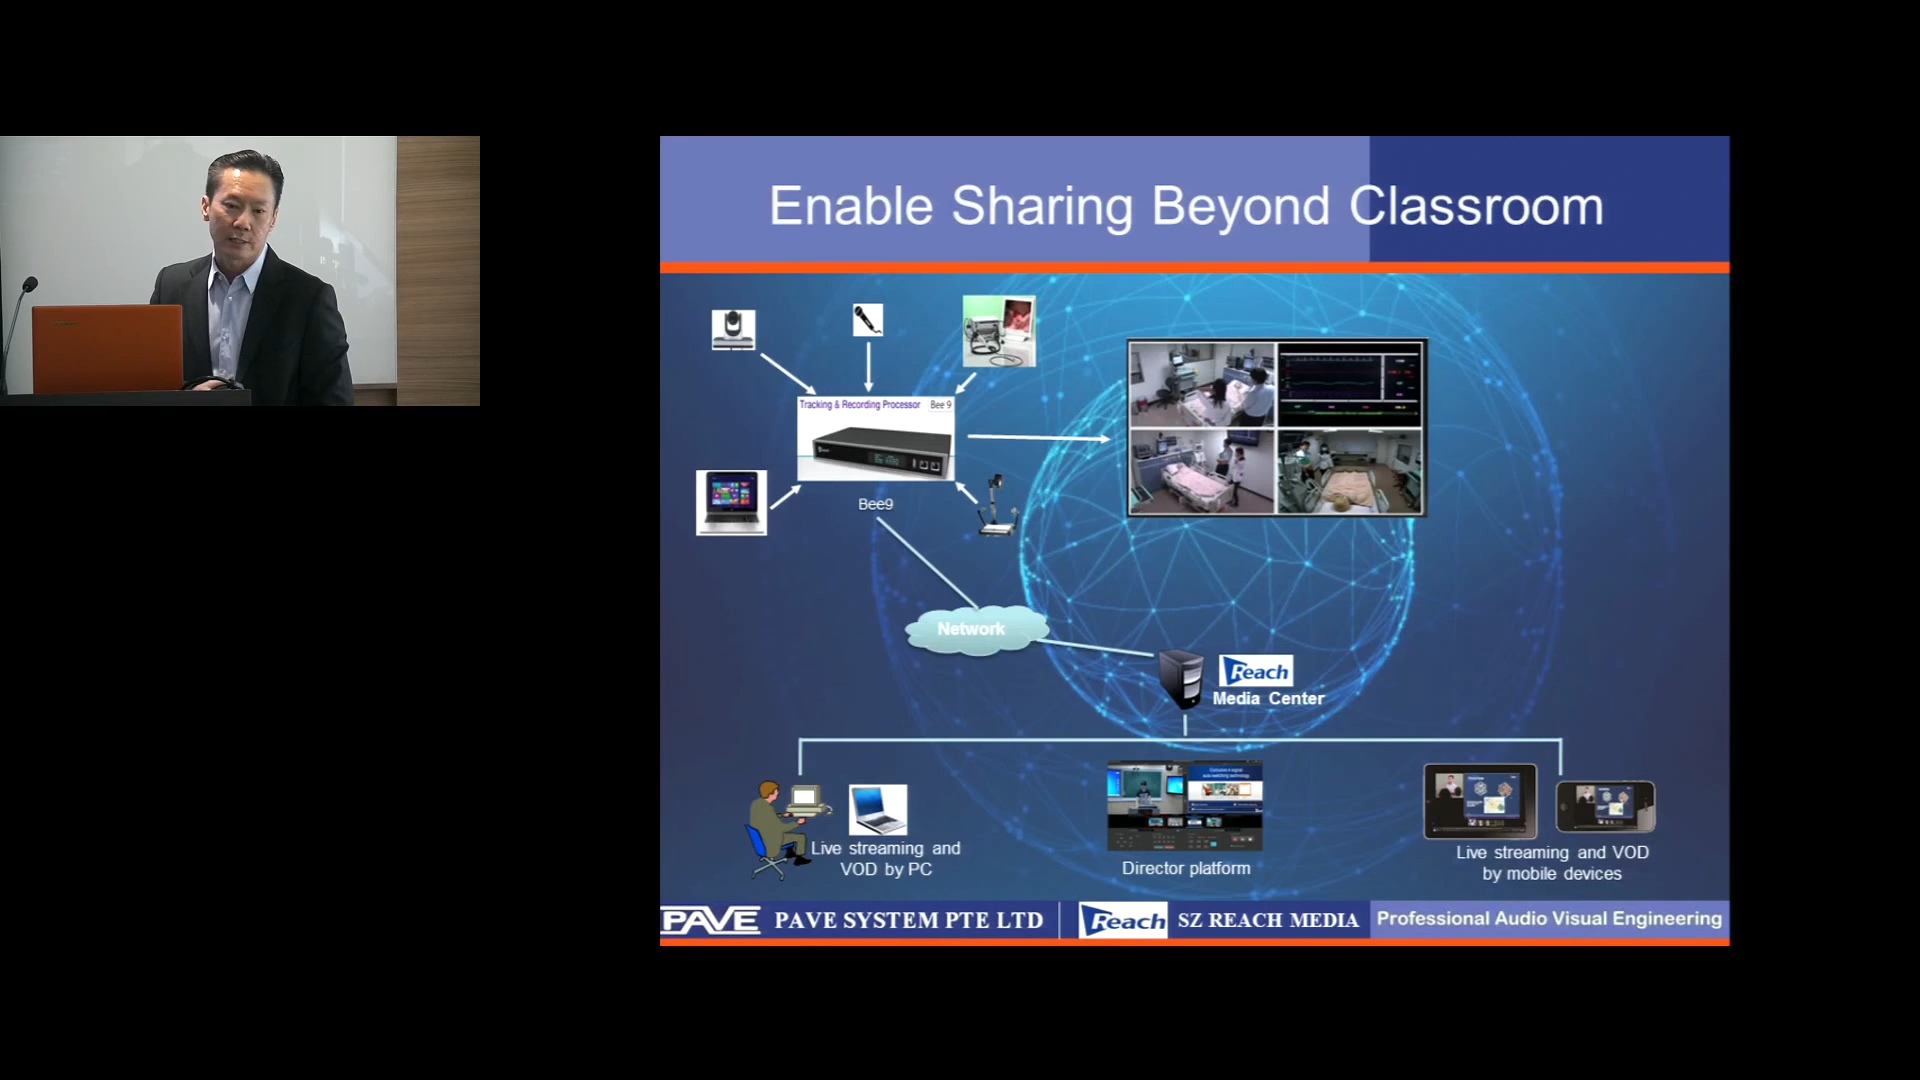 Enable Sharing Beyond Classroom
Tracking & Recording Processor Bee 9
Bee9
Network
Reach
Media Center
Live streaming and
VOD by PC
Director platform
Live streaming and VOD
by mobile devices
PAVE PAVE SYSTEM PTE LTD Reach SZ REACH MEDIA Professional Audio Visual Engineering